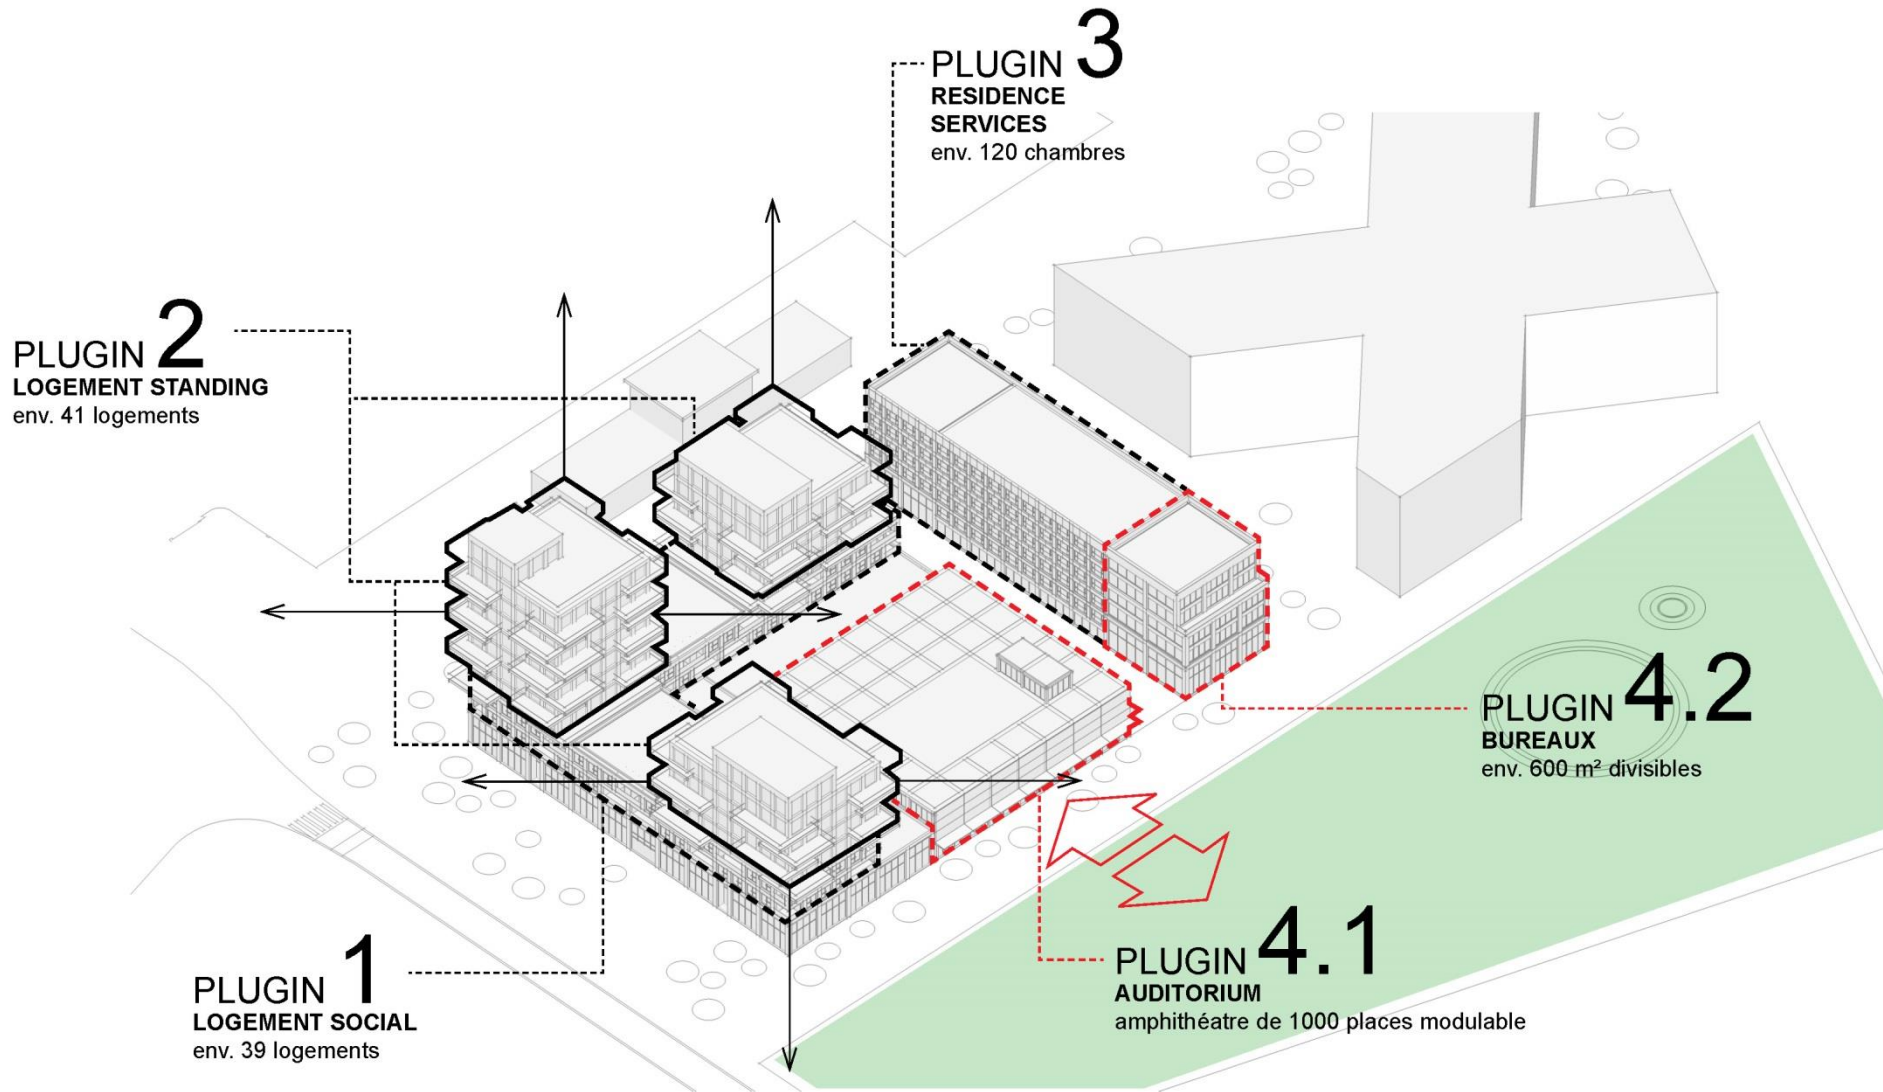 PLUGIN 3
RESIDENCE
SERVICES
env. 120 chambres
PLUGIN 2
LOGEMENT STANDING
env. 41 logements
PLUGIN 4.2
BUREAUX
env. 600 m² divisibles
PLUGIN 4.1
AUDITORIUM
amphithéatre de 1000 places modulable
PLUGIN 1
LOGEMENT SOCIAL
env. 39 logements